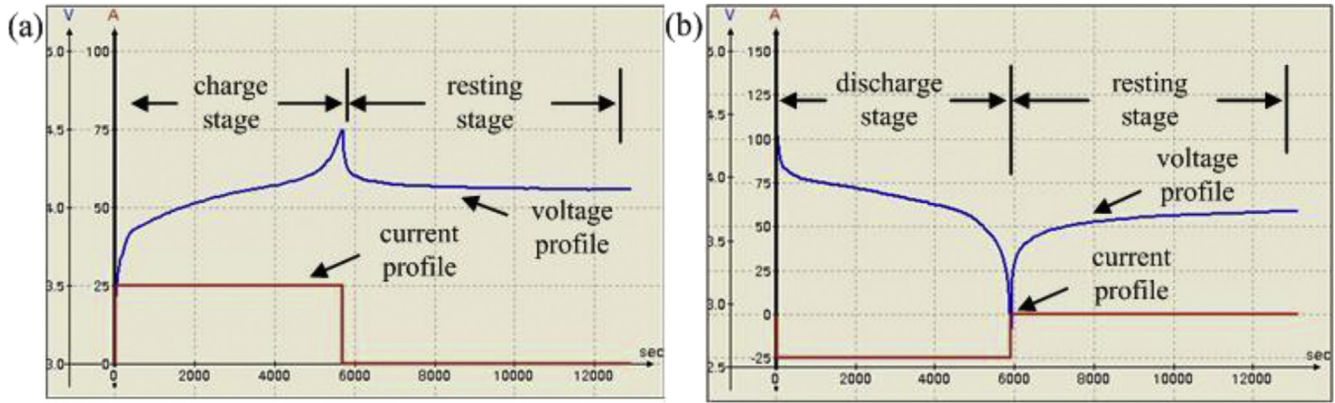 (a)
V A
5.0 100
4.5 75
4.0 50
3.5 25
3.0 0
charge
stage
resting
stage
voltage
profile
current
profile
sec
0 2000 4000 6000 8000 10000 12000
(b)
V A
5.0 150
4.5 125
100
4.0 75
3.5 50
25
3.0 0
2.5 -25
discharge
stage
resting
stage
voltage
profile
current
profile
sec
0 2000 4000 6000 8000 10000 12000